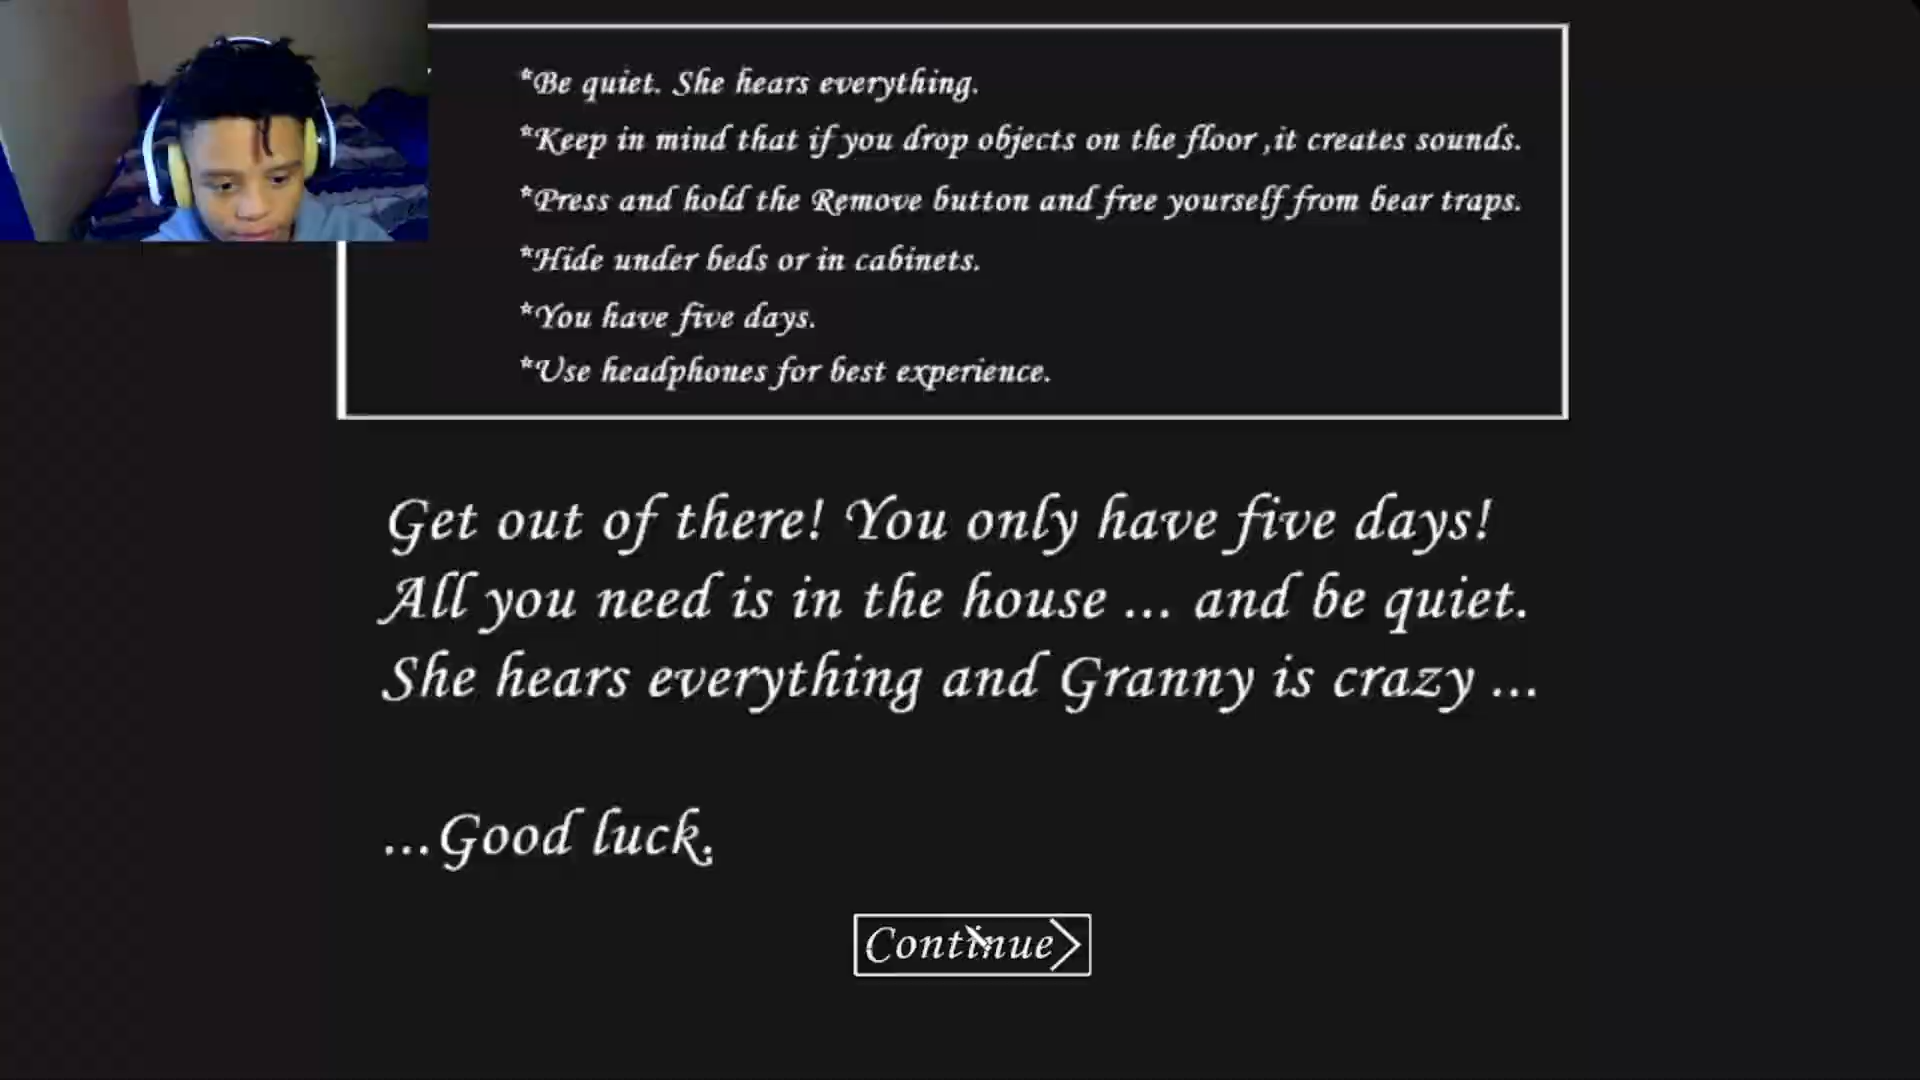 *Be quiet. She hears everything.
*Keep in mind that if you drop objects on the floor ,it creates sounds.
*Press and hold the Remove button and free yourself from bear traps.
*Hide under beds or in cabinets.
*You have five days.
*Use headphones for best experience.
Get out of there! You only have five days!
All you need is in the house ... and be quiet.
She hears everything and Granny is crazy ...
...Good luck.
Continue